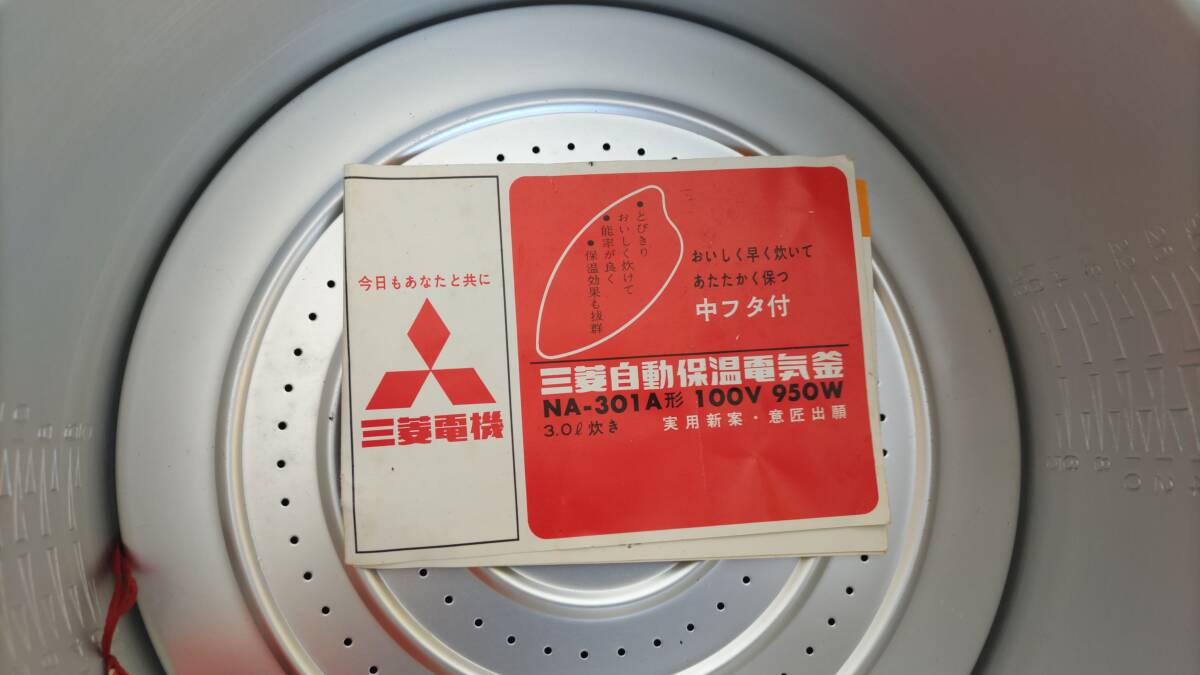 今日もあなたと共に
三菱電機
●とびきり
おいしく炊けて
●能率が良く
●保温効果も抜群
おいしく早く炊いて
あたたかく保つ
中フタ付
三菱自動保温電気釜
NA-301A形 100V 950W
3.0ℓ炊き 実用新案・意匠出願